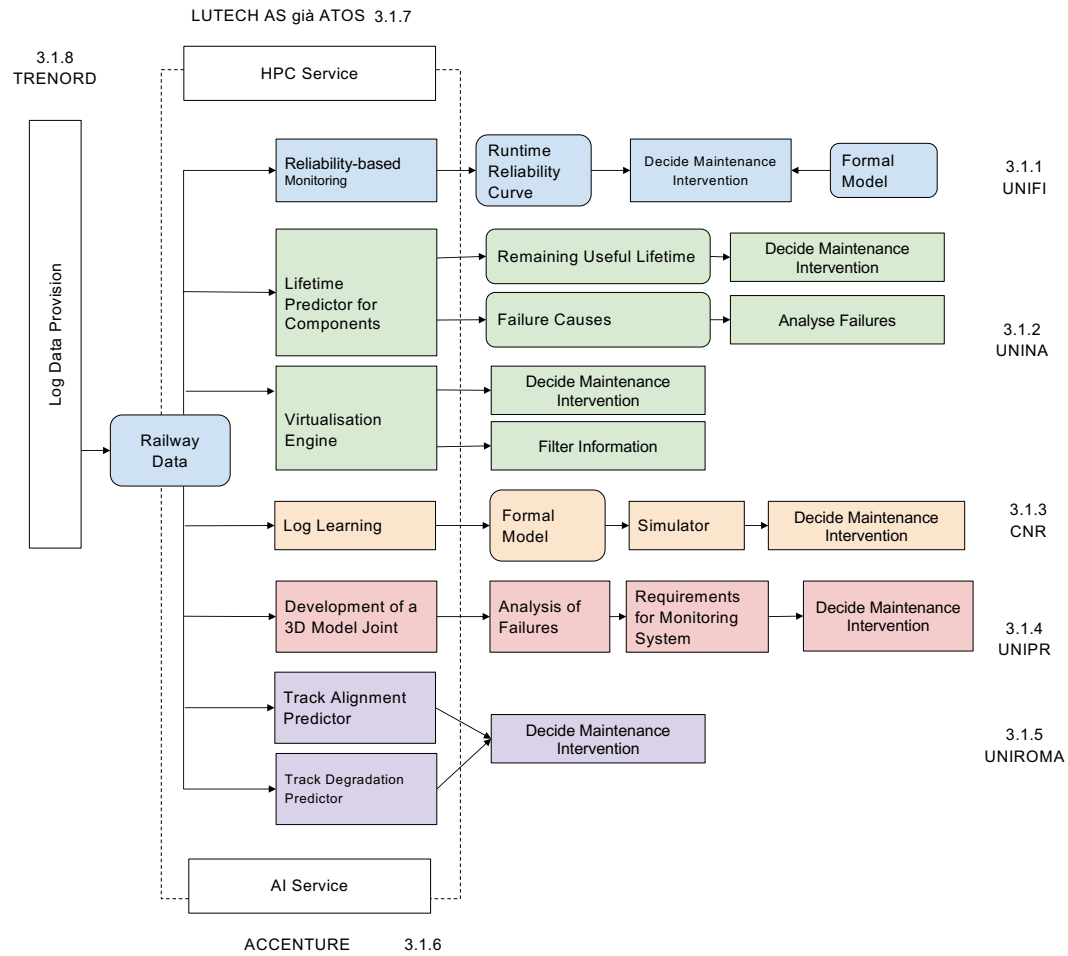 LUTECH AS già ATOS 3.1.7
3.1.8
TRENORD
HPC Service
Log Data Provision
Railway
Data
Reliability-based
Monitoring
Runtime
Reliability
Curve
Decide Maintenance
Intervention
Formal
Model
3.1.1
UNIFI
Lifetime
Predictor for
Components
Remaining Useful Lifetime
Decide Maintenance
Intervention
Failure Causes
Analyse Failures
3.1.2
UNINA
Virtualisation
Engine
Decide Maintenance
Intervention
Filter Information
Log Learning
Formal
Model
Simulator
Decide Maintenance
Intervention
3.1.3
CNR
Development of a
3D Model Joint
Analysis of
Failures
Requirements
for Monitoring
System
Decide Maintenance
Intervention
3.1.4
UNIPR
Track Alignment
Predictor
Track Degradation
Predictor
Decide Maintenance
Intervention
3.1.5
UNIROMA
AI Service
ACCENTURE 3.1.6